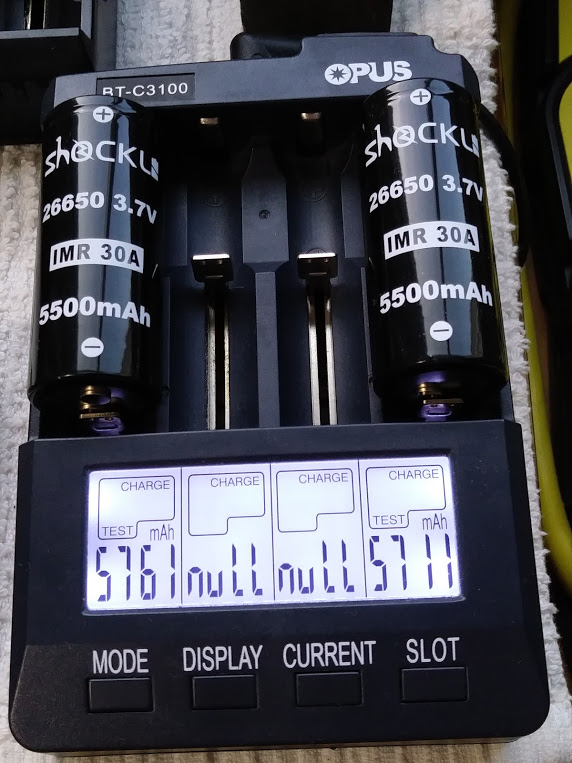 BT-C3100
OPUS
+
shOCKLi
26650 3.7V
IMR 30A
5500mAh
−
+
shOCKLi
26650 3.7V
IMR 30A
5500mAh
−
CHARGE CHARGE CHARGE CHARGE
TEST mAh TEST mAh
5761 null null 5711
MODE DISPLAY CURRENT SLOT